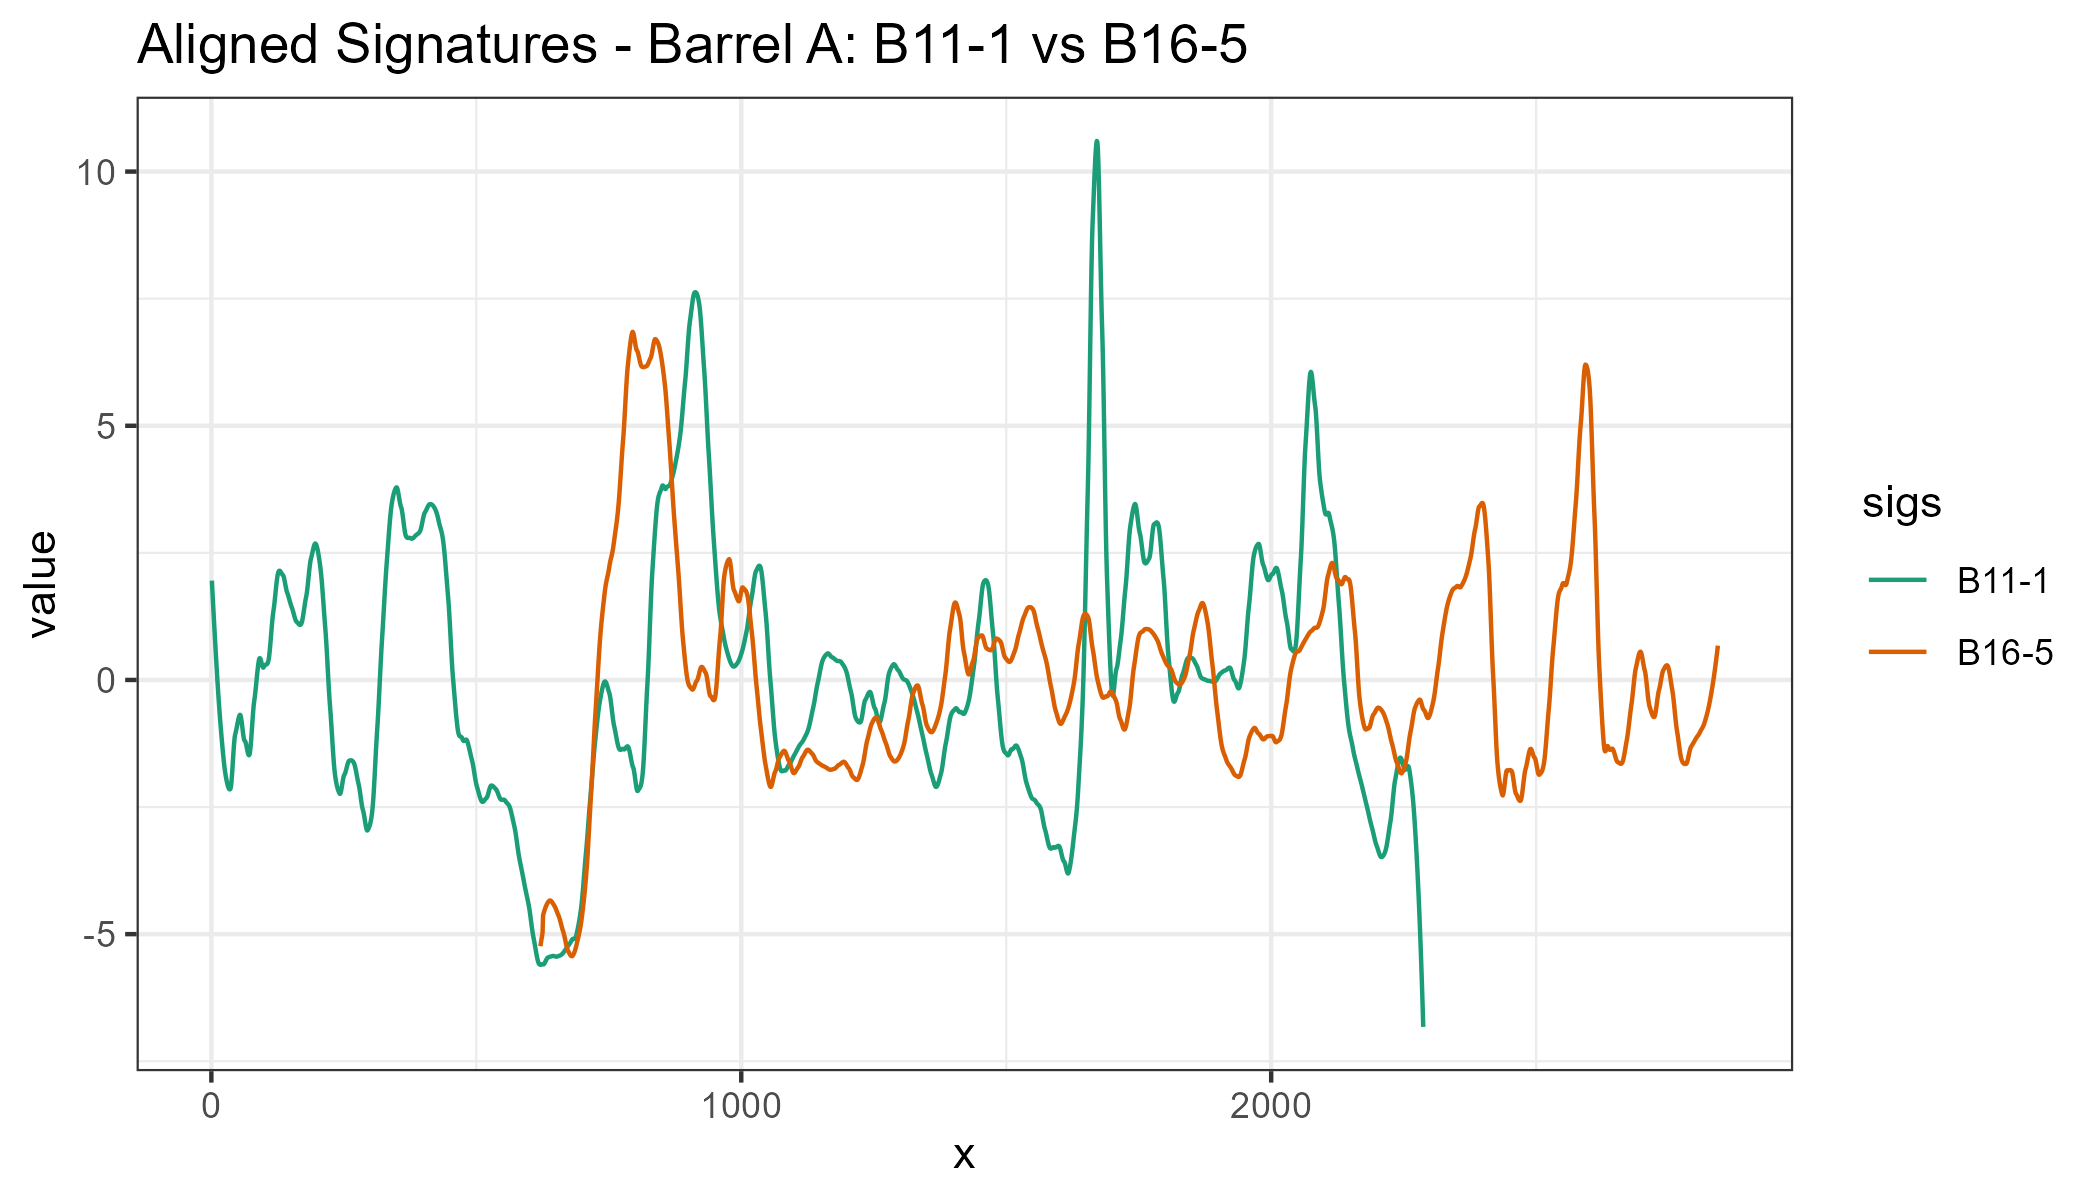 Aligned Signatures - Barrel A: B11-1 vs B16-5
10
5
0
-5
value
0 1000 2000
x
sigs
B11-1
B16-5